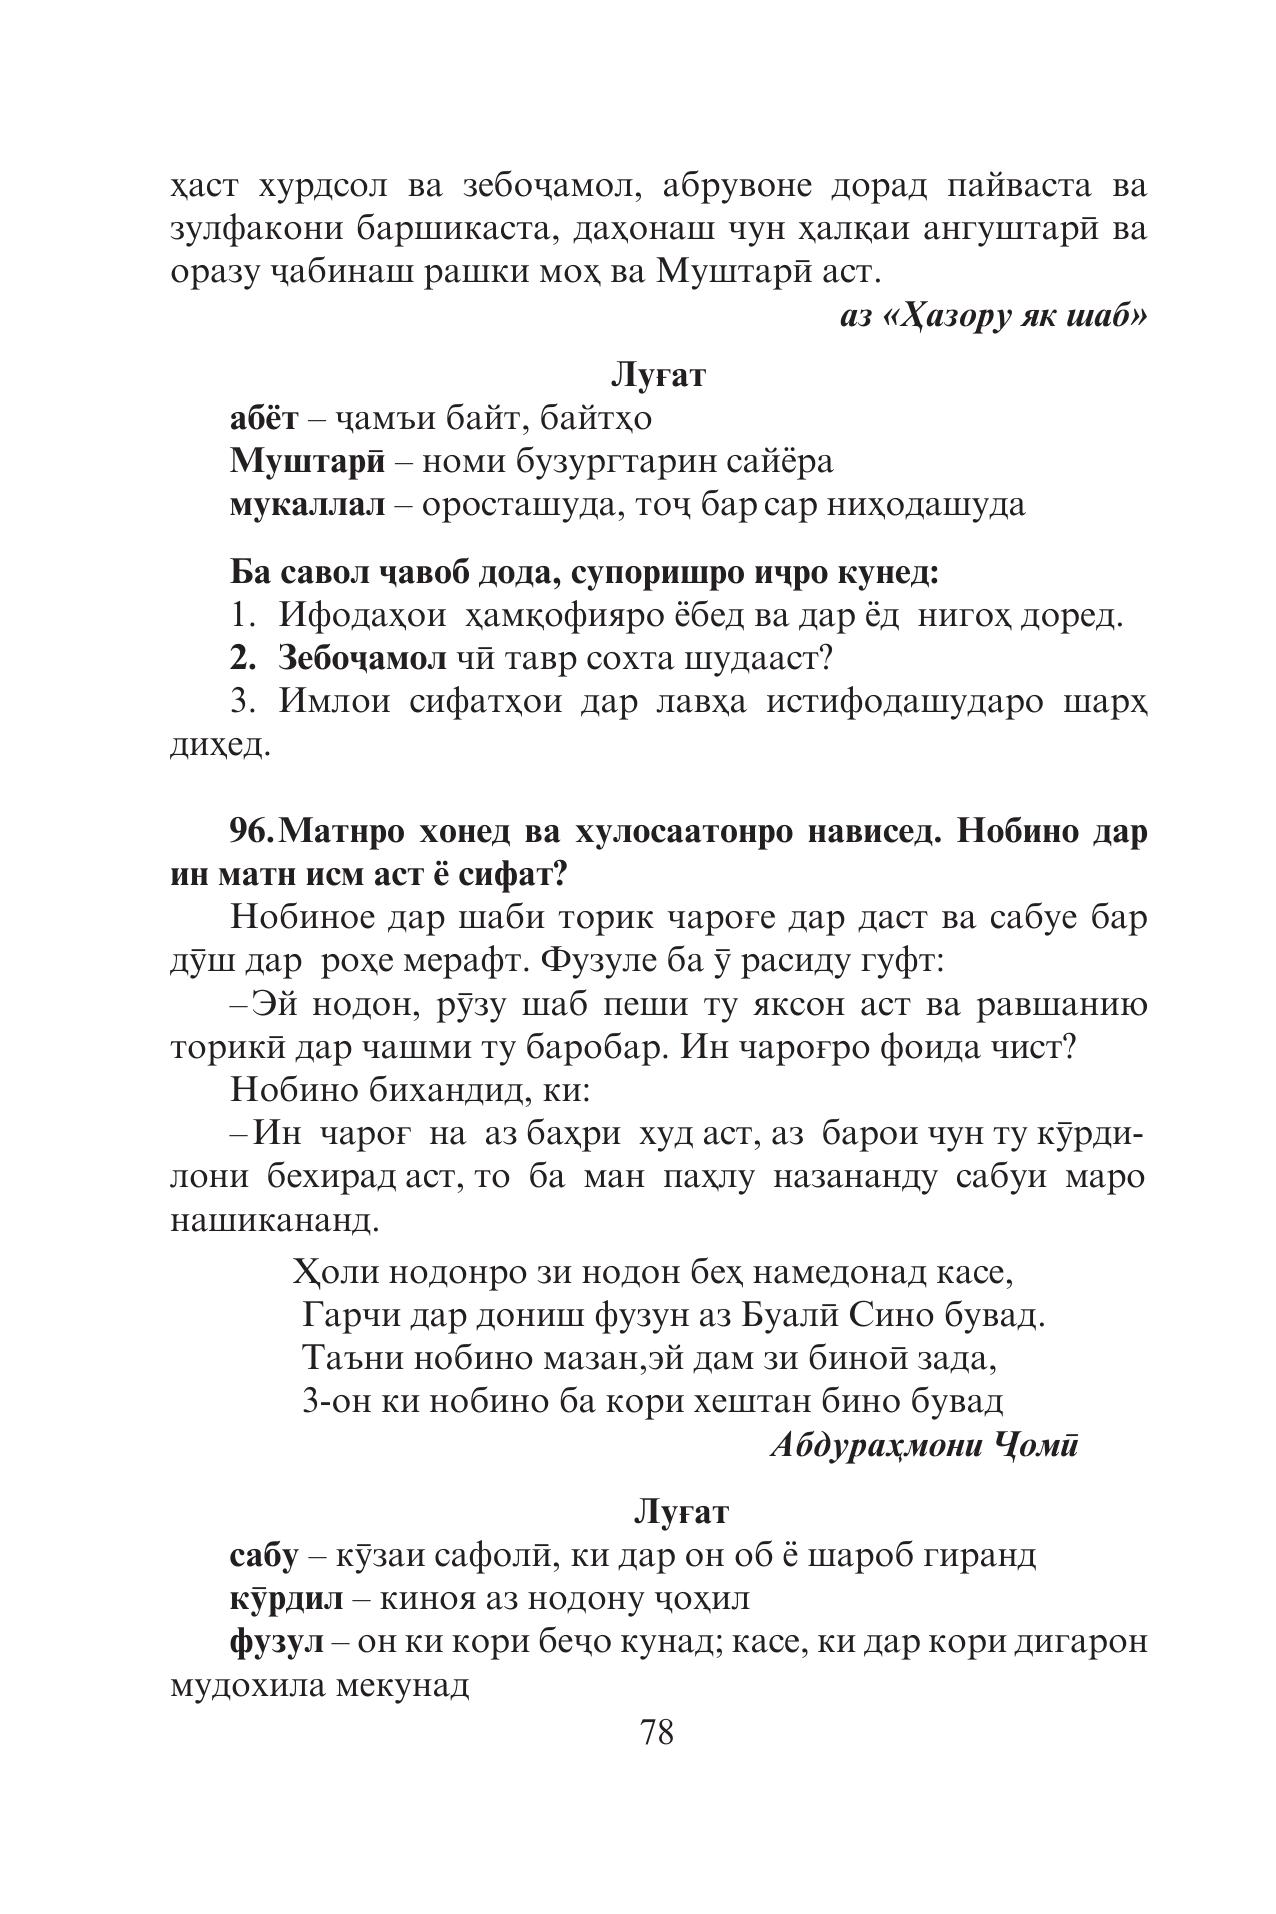 ҳаст хурдсол ва зебоҷамол, абрувоне дорад пайваста ва
зулфакони баршикаста, даҳонаш чун ҳалқаи ангуштарӣ ва
оразу ҷабинаш рашки моҳ ва Муштарӣ аст.
аз «Ҳазору як шаб»
Луғат
абёт – ҷамъи байт, байтҳо
Муштарӣ – номи бузургтарин сайёра
мукаллал – оросташуда, тоҷ бар сар ниҳодашуда
Ба савол ҷавоб дода, супоришро иҷро кунед:
1. Ифодаҳои ҳамқофияро ёбед ва дар ёд нигоҳ доред.
2. Зебоҷамол чӣ тавр сохта шудааст?
3. Имлои сифатҳои дар лавҳа истифодашударо шарҳ
диҳед.
96. Матнро хонед ва хулосаатонро нависед. Нобино дар
ин матн исм аст ё сифат?
Нобиное дар шаби торик чароғе дар даст ва сабуе бар
дӯш дар роҳе мерафт. Фузуле ба ӯ расиду гуфт:
– Эй нодон, рӯзу шаб пеши ту яксон аст ва равшанию
торикӣ дар чашми ту баробар. Ин чароғро фоида чист?
Нобино бихандид, ки:
– Ин чароғ на аз баҳри худ аст, аз барои чун ту кӯрди-
лони бехирад аст, то ба ман паҳлу назананду сабуи маро
нашикананд.
Ҳоли нодонро зи нодон беҳ намедонад касе,
Гарчи дар дониш фузун аз Буалӣ Сино бувад.
Таъни нобино мазан,эй дам зи биноӣ зада,
3-он ки нобино ба кори хештан бино бувад
Абдураҳмони Ҷомӣ
Луғат
сабу – кӯзаи сафолӣ, ки дар он об ё шароб гиранд
кӯрдил – киноя аз нодону ҷоҳил
фузул – он ки кори беҷо кунад; касе, ки дар кори дигарон
мудохила мекунад
78